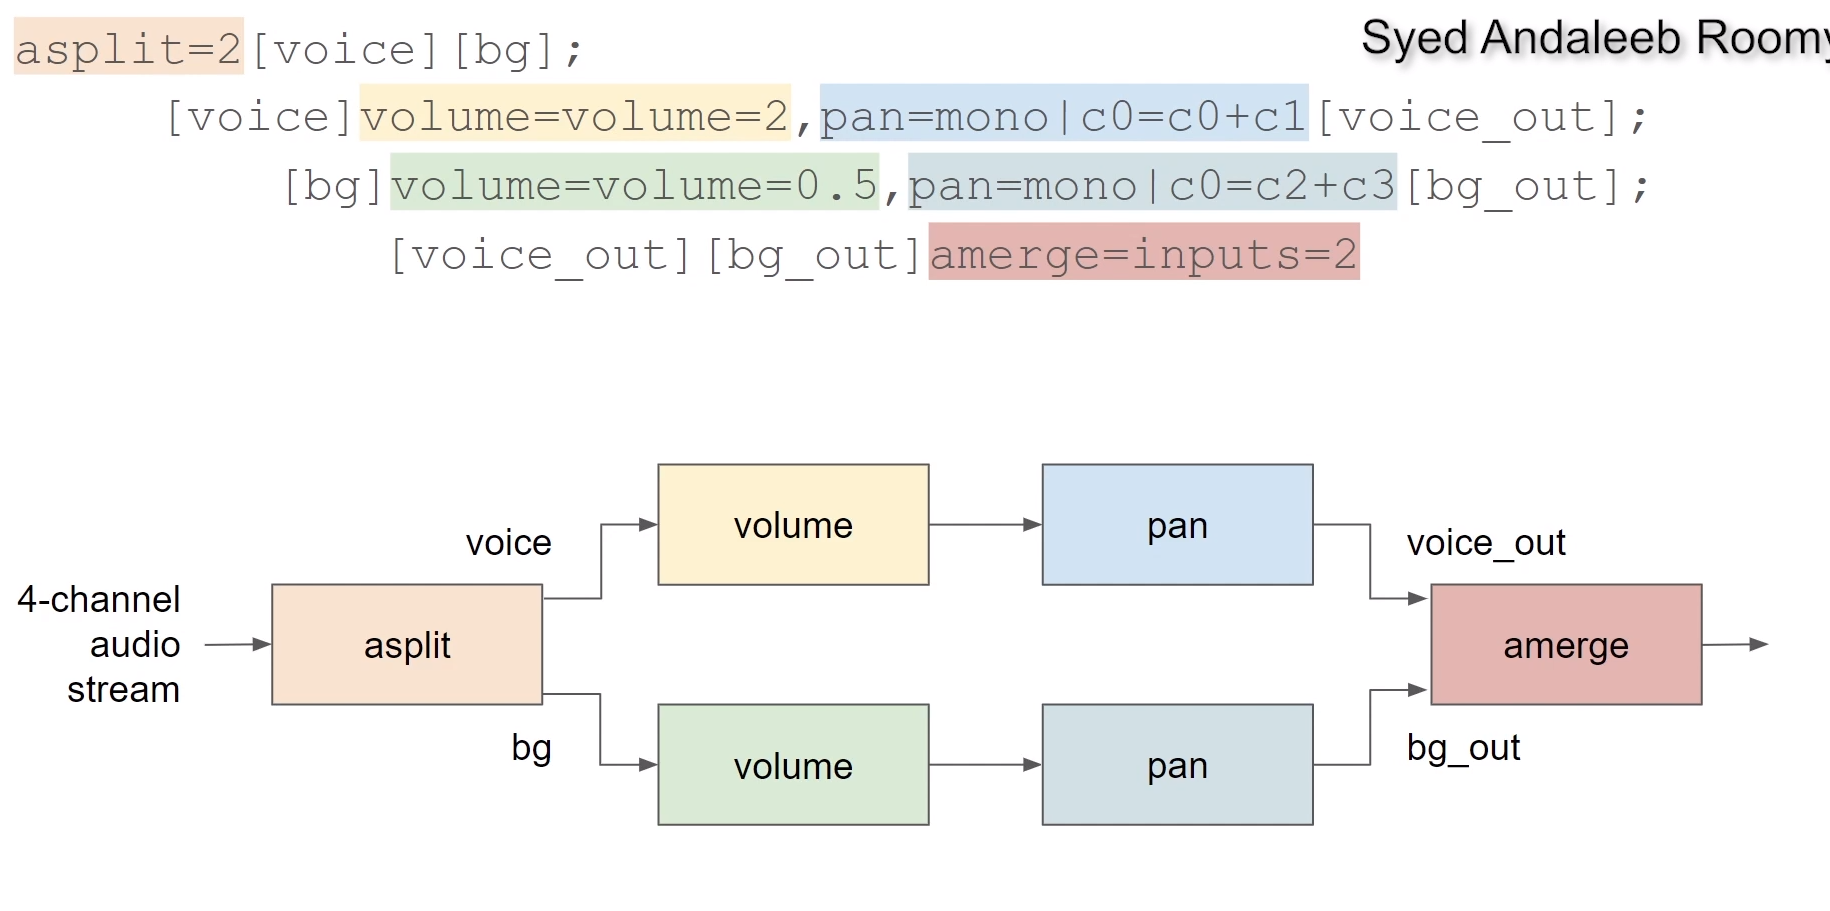 asplit=2[voice][bg];
Syed Andaleeb Roomy
[voice]volume=volume=2,pan=mono|c0=c0+c1[voice_out];
[bg]volume=volume=0.5,pan=mono|c0=c2+c3[bg_out];
[voice_out][bg_out]amerge=inputs=2
4-channel
audio
stream
asplit
voice
bg
volume
pan
volume
pan
voice_out
bg_out
amerge